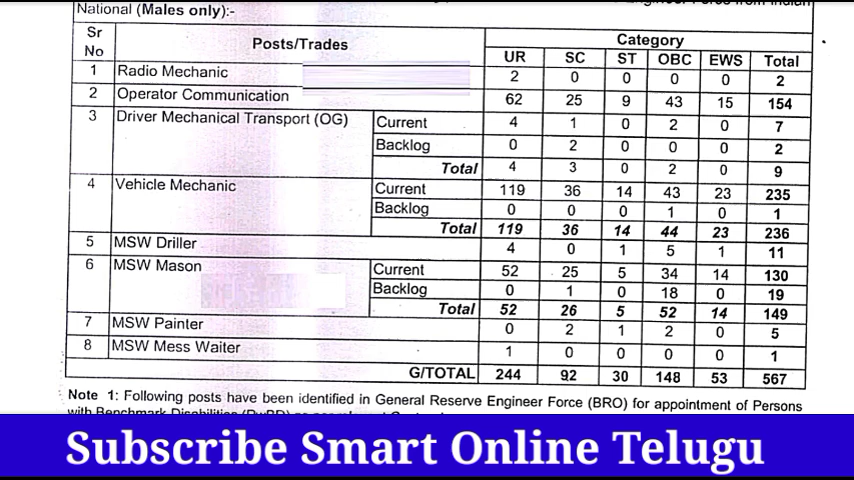 National (Males only):-
Sr No Posts/Trades Category
UR SC ST OBC EWS Total
1 Radio Mechanic 2 0 0 0 0 2
2 Operator Communication 62 25 9 43 15 154
3 Driver Mechanical Transport (OG) Current 4 1 0 2 0 7
Backlog 0 2 0 0 0 2
Total 4 3 0 2 0 9
4 Vehicle Mechanic Current 119 36 14 43 23 235
Backlog 0 0 0 1 0 1
Total 119 36 14 44 23 236
5 MSW Driller 4 0 1 5 1 11
6 MSW Mason Current 52 25 5 34 14 130
Backlog 0 1 0 18 0 19
Total 52 26 5 52 14 149
7 MSW Painter 0 2 1 2 0 5
8 MSW Mess Waiter 1 0 0 0 0 1
G/TOTAL 244 92 30 148 53 567
Note 1: Following posts have been identified in General Reserve Engineer Force (BRO) for appointment of Persons
with Benchmark Disabilities (PwBD)
Subscribe Smart Online Telugu